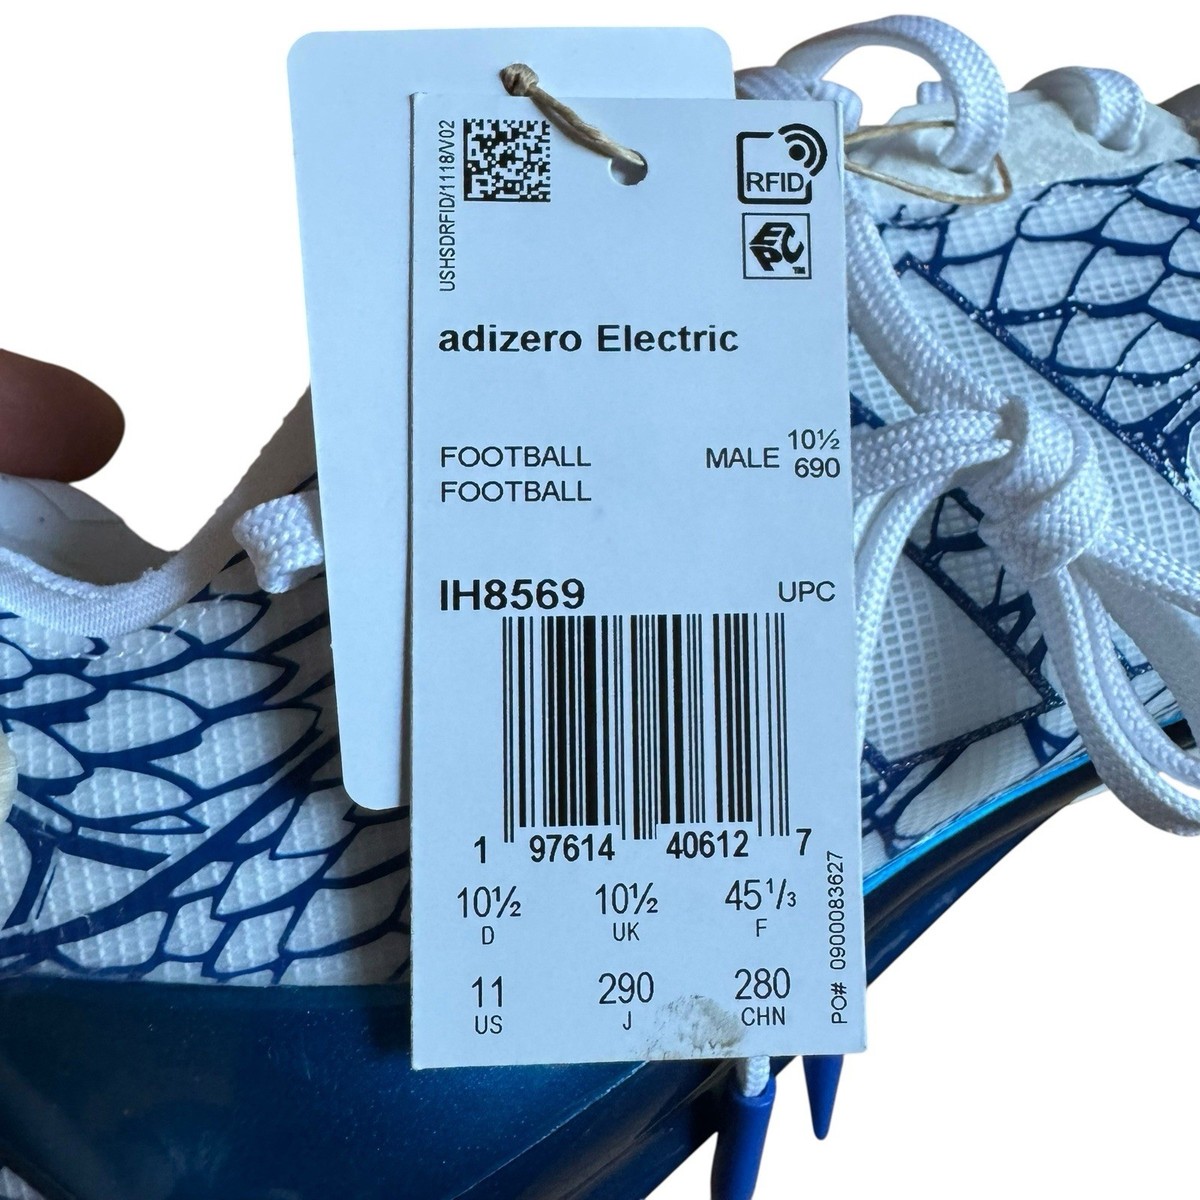 USHSDRFID/1118/V02
RFID
EPC™
adizero Electric
FOOTBALL
FOOTBALL
MALE 10½
690
IH8569
UPC
1 97614 40612 7
10½ 10½ 45⅓
D UK F
11 290 280
US J CHN
PO# 0900083627